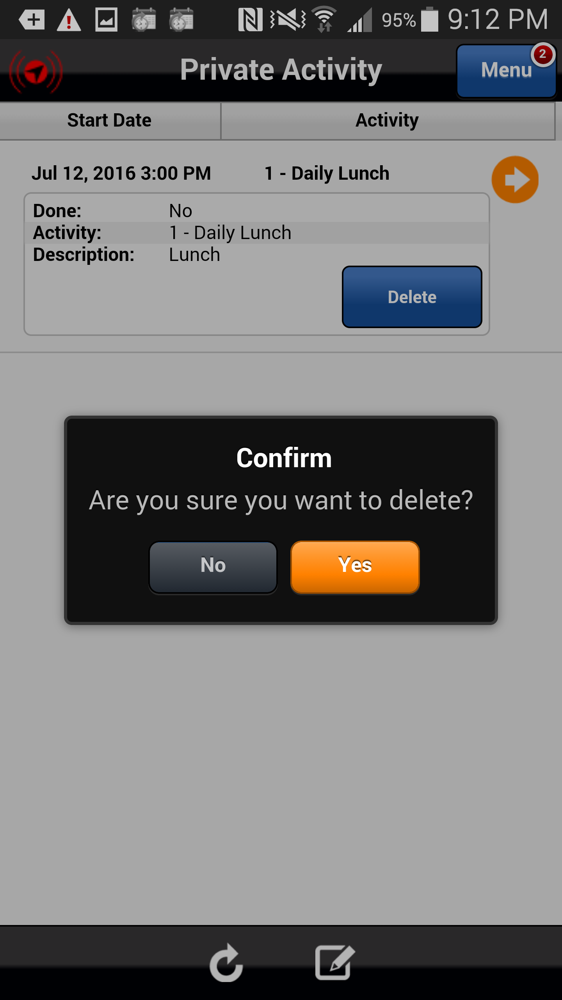 95% 9:12 PM
Private Activity
Menu
2
Start Date Activity
Jul 12, 2016 3:00 PM 1 - Daily Lunch
Done: No
Activity: 1 - Daily Lunch
Description: Lunch
Delete
Confirm
Are you sure you want to delete?
No Yes